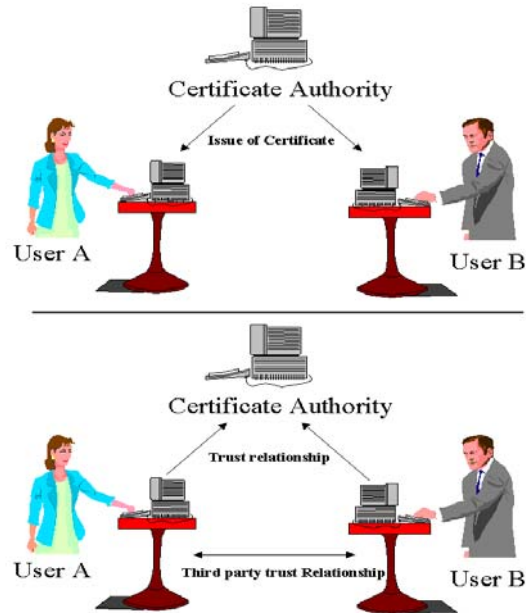 Certificate Authority
Issue of Certificate
User A
User B
Certificate Authority
Trust relationship
User A
Third party trust Relationship
User B